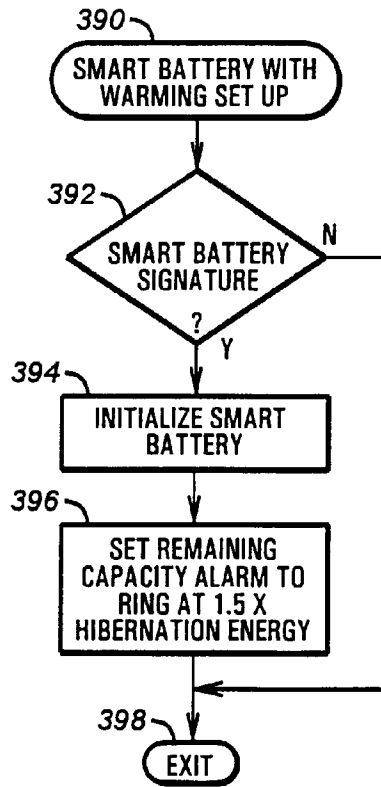 390
SMART BATTERY WITH
WARMING SET UP
392
SMART BATTERY
SIGNATURE
?
N
Y
394
INITIALIZE SMART
BATTERY
396
SET REMAINING
CAPACITY ALARM TO
RING AT 1.5 X
HIBERNATION ENERGY
398
EXIT